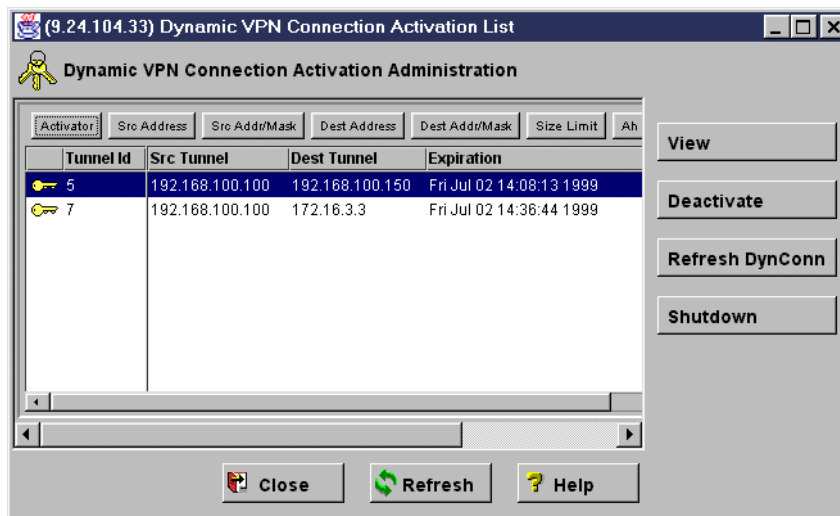 (9.24.104.33) Dynamic VPN Connection Activation List
Dynamic VPN Connection Activation Administration
Activator Src Address Src Addr/Mask Dest Address Dest Addr/Mask Size Limit Ah
Tunnel Id Src Tunnel Dest Tunnel Expiration
5 192.168.100.100 192.168.100.150 Fri Jul 02 14:08:13 1999
7 192.168.100.100 172.16.3.3 Fri Jul 02 14:36:44 1999
View
Deactivate
Refresh DynConn
Shutdown
Close Refresh Help